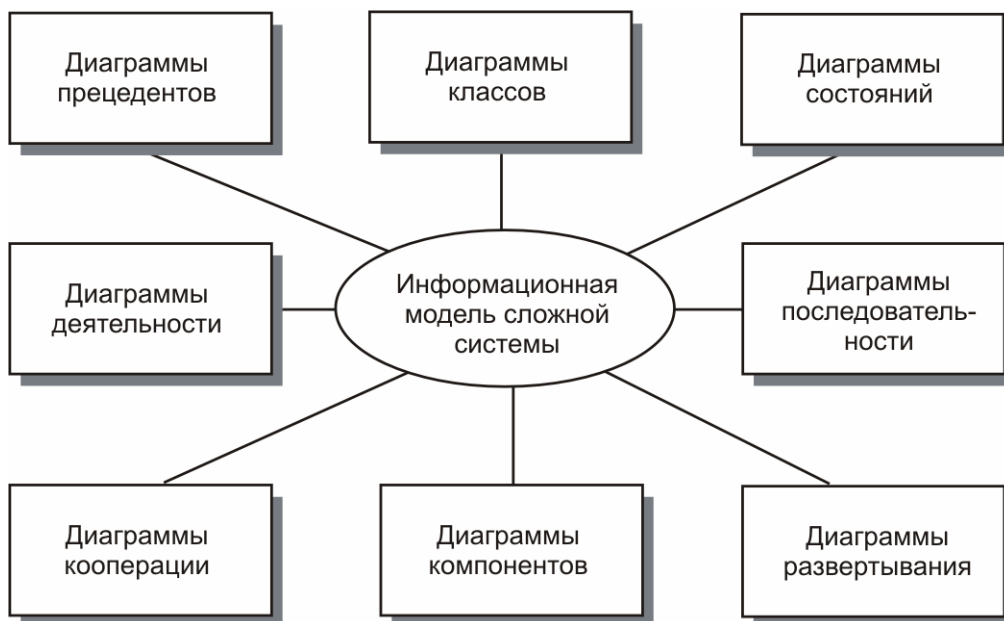 Диаграммы
прецедентов
Диаграммы
классов
Диаграммы
состояний
Диаграммы
деятельности
Информационная
модель сложной
системы
Диаграммы
последователь-
ности
Диаграммы
кооперации
Диаграммы
компонентов
Диаграммы
развертывания